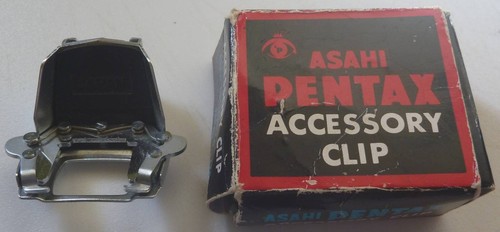 ASAHI
PENTAX
ACCESSORY
CLIP
CLIP
ASAHI PENTAX